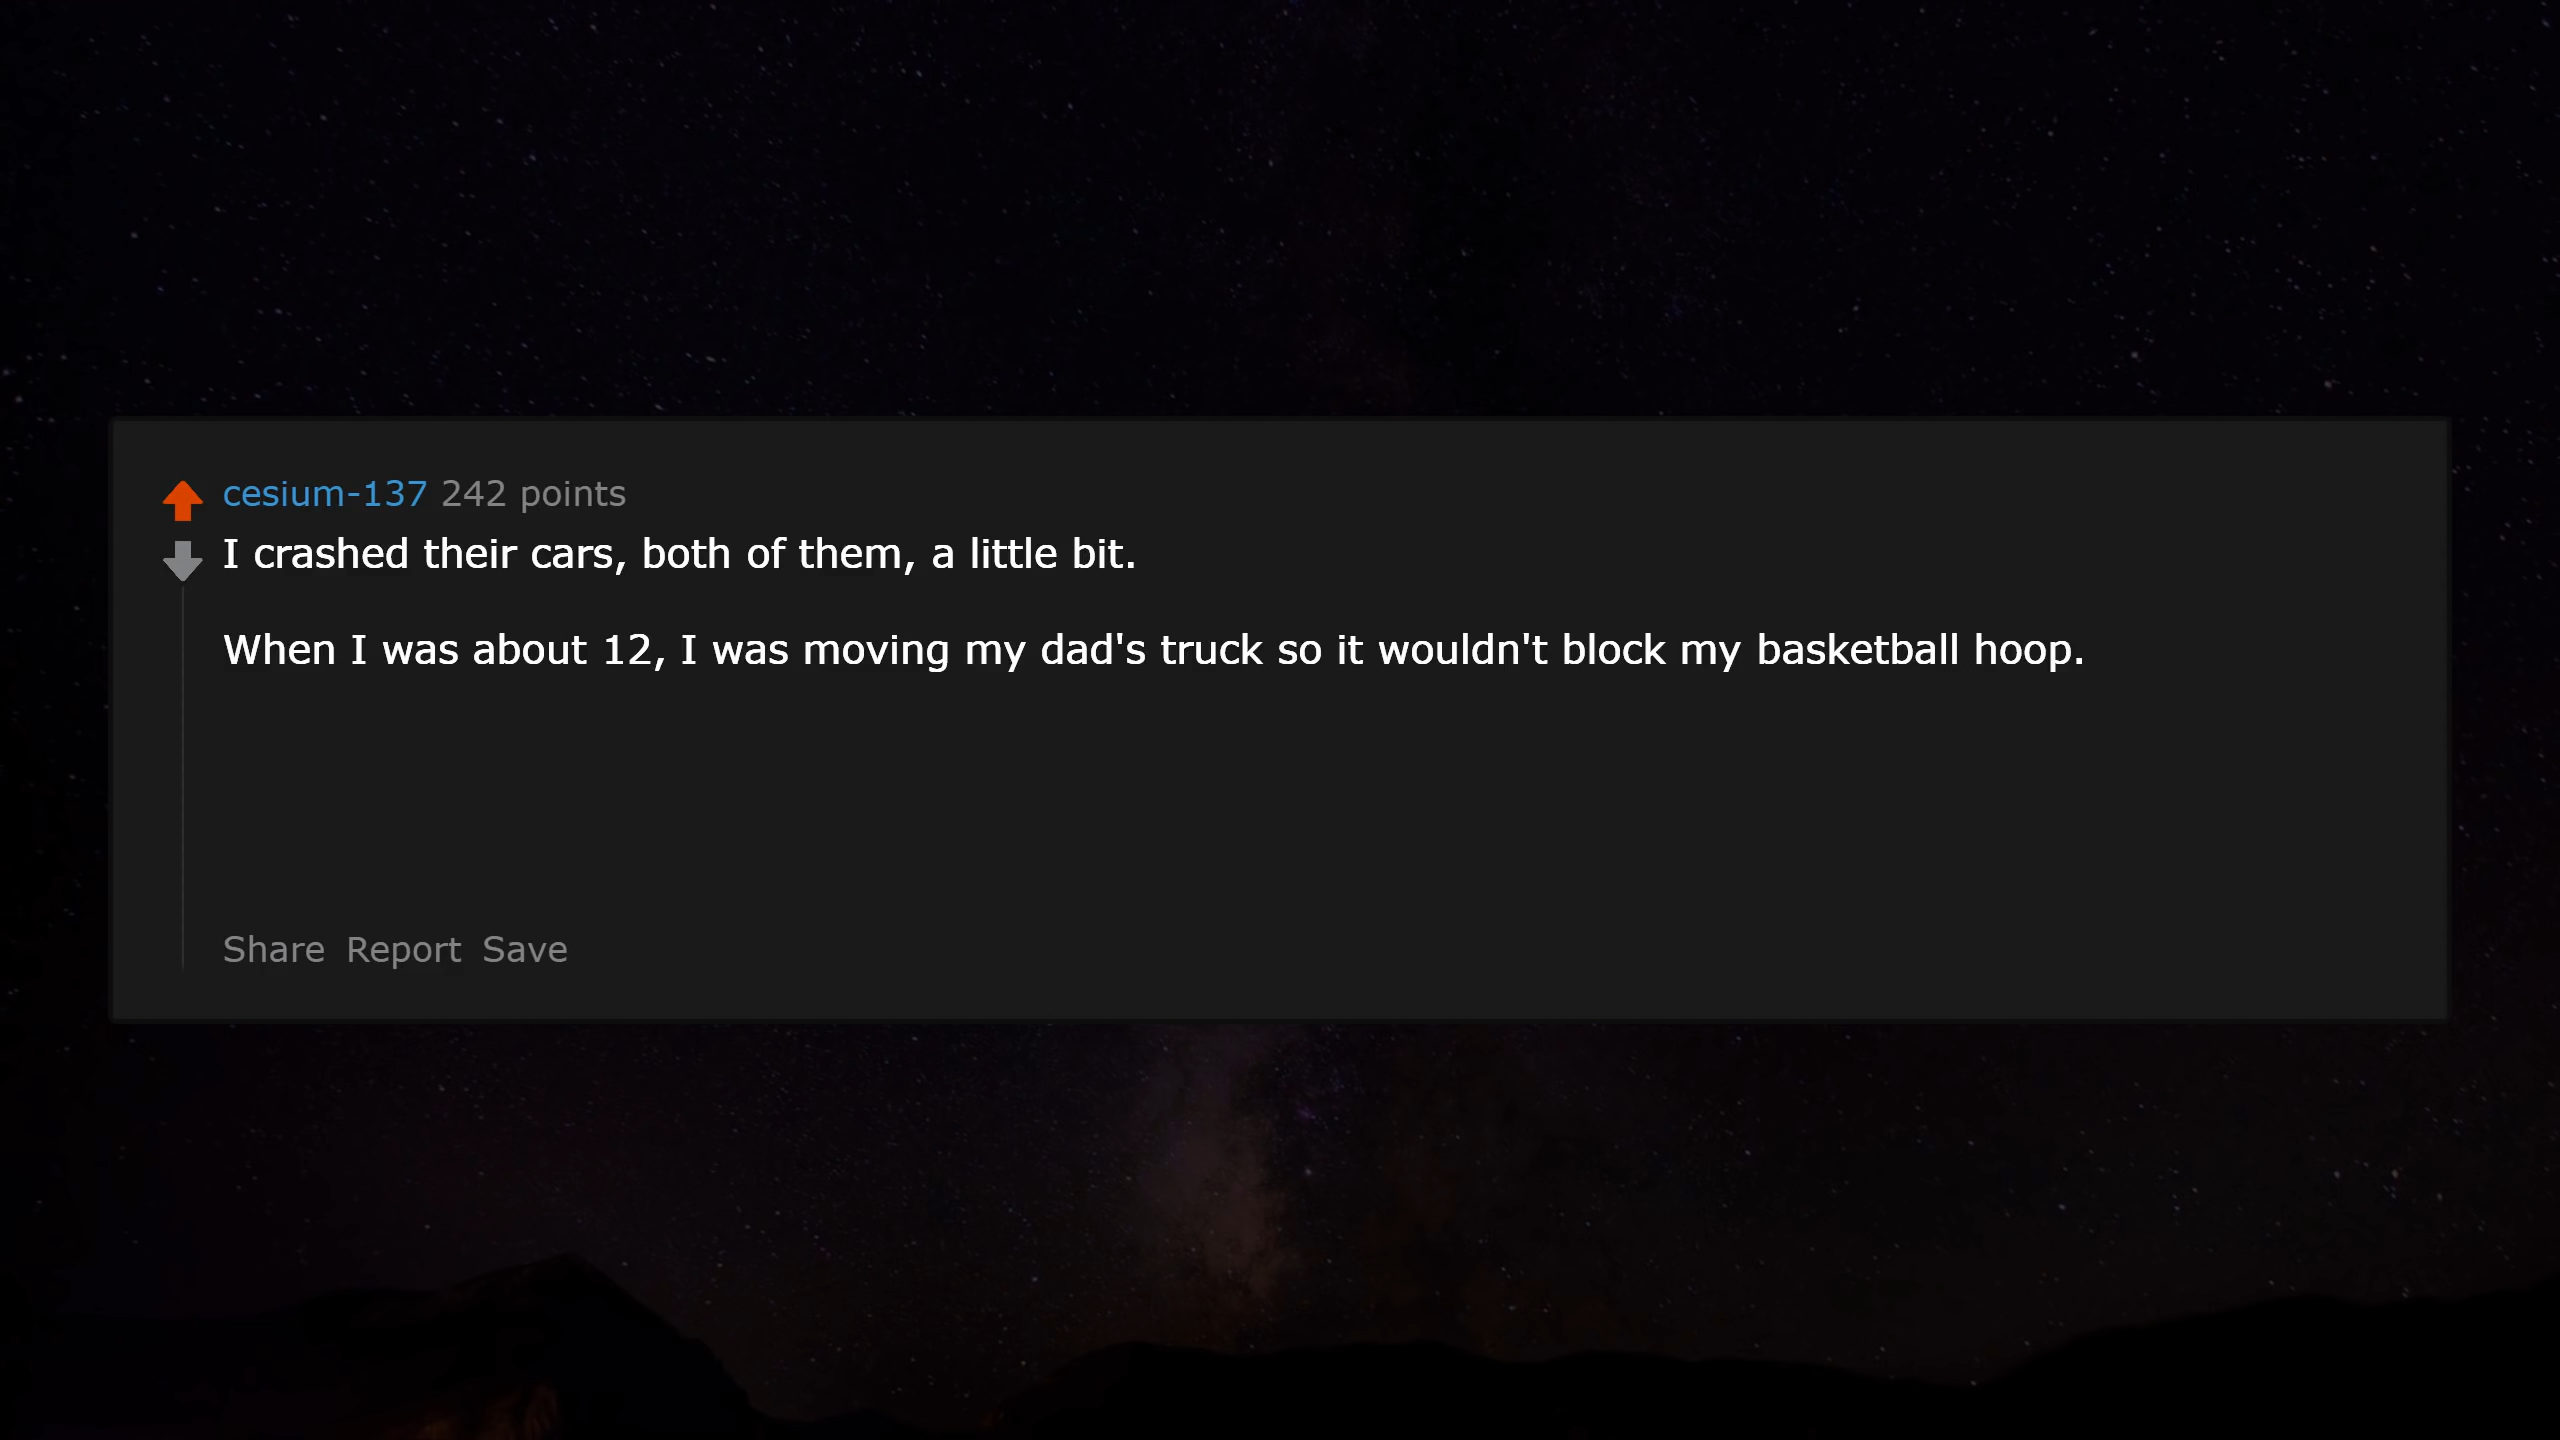 cesium-137 242 points
I crashed their cars, both of them, a little bit.
When I was about 12, I was moving my dad's truck so it wouldn't block my basketball hoop.
Share Report Save